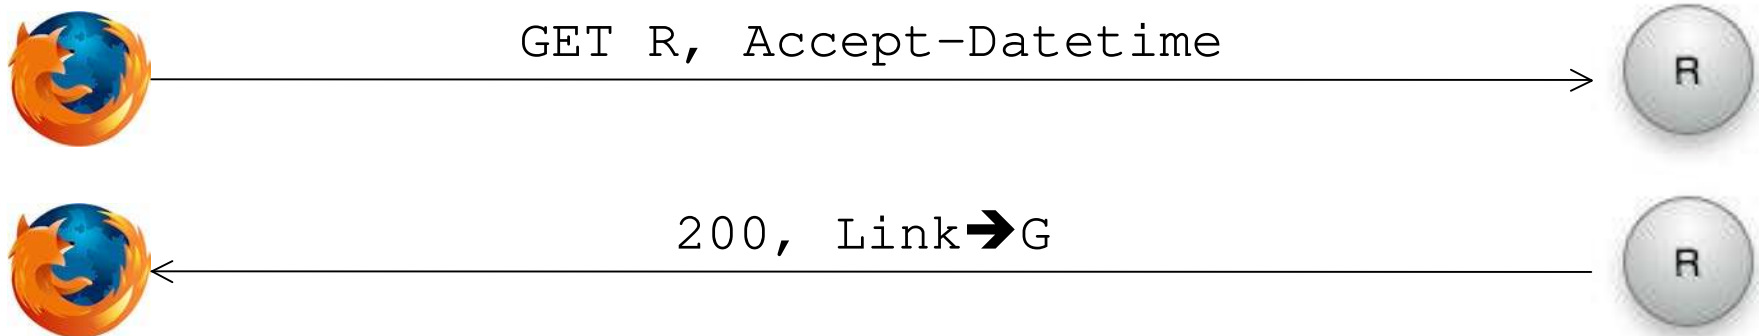 GET R, Accept-Datetime
R
200, Link➔G
R